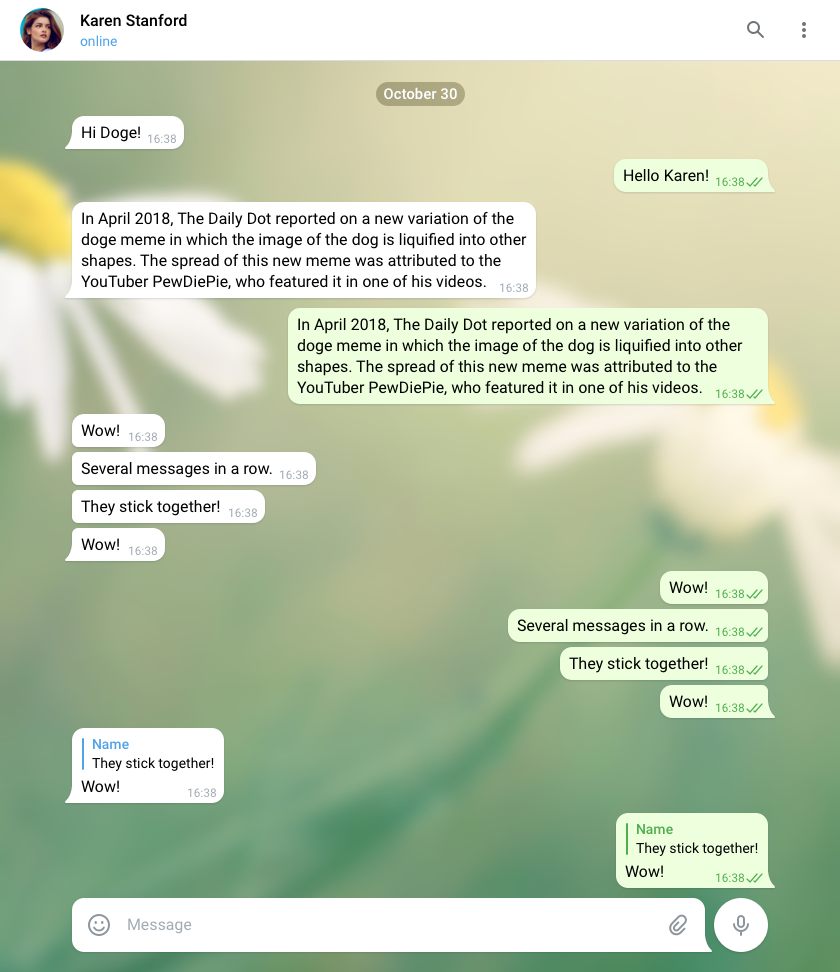 Karen Stanford
online
October 30
Hi Doge! 16:38
Hello Karen! 16:38
In April 2018, The Daily Dot reported on a new variation of the
doge meme in which the image of the dog is liquified into other
shapes. The spread of this new meme was attributed to the
YouTuber PewDiePie, who featured it in one of his videos. 16:38
In April 2018, The Daily Dot reported on a new variation of the
doge meme in which the image of the dog is liquified into other
shapes. The spread of this new meme was attributed to the
YouTuber PewDiePie, who featured it in one of his videos. 16:38
Wow! 16:38
Several messages in a row. 16:38
They stick together! 16:38
Wow! 16:38
Wow! 16:38
Several messages in a row. 16:38
They stick together! 16:38
Wow! 16:38
Name
They stick together!
Wow! 16:38
Name
They stick together!
Wow! 16:38
Message